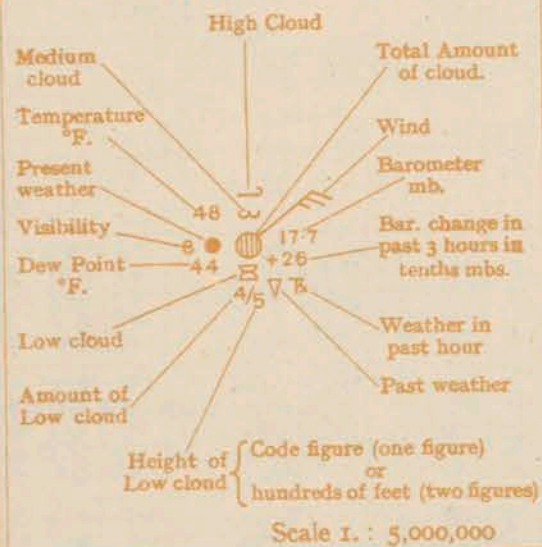 High Cloud
Medium
cloud
Total Amount
of cloud.
Temperature
°F.
Wind
Present
weather
Barometer
mb.
48
Visibility
8
17.7
Bar. change in
past 3 hours in
tenths mbs.
+26
Dew Point
°F.
44
4/5
Low cloud
Weather in
past hour
Amount of
Low cloud
Past weather
Height of
Low cloud
Code figure (one figure)
or
hundreds of feet (two figures)
Scale 1. : 5,000,000